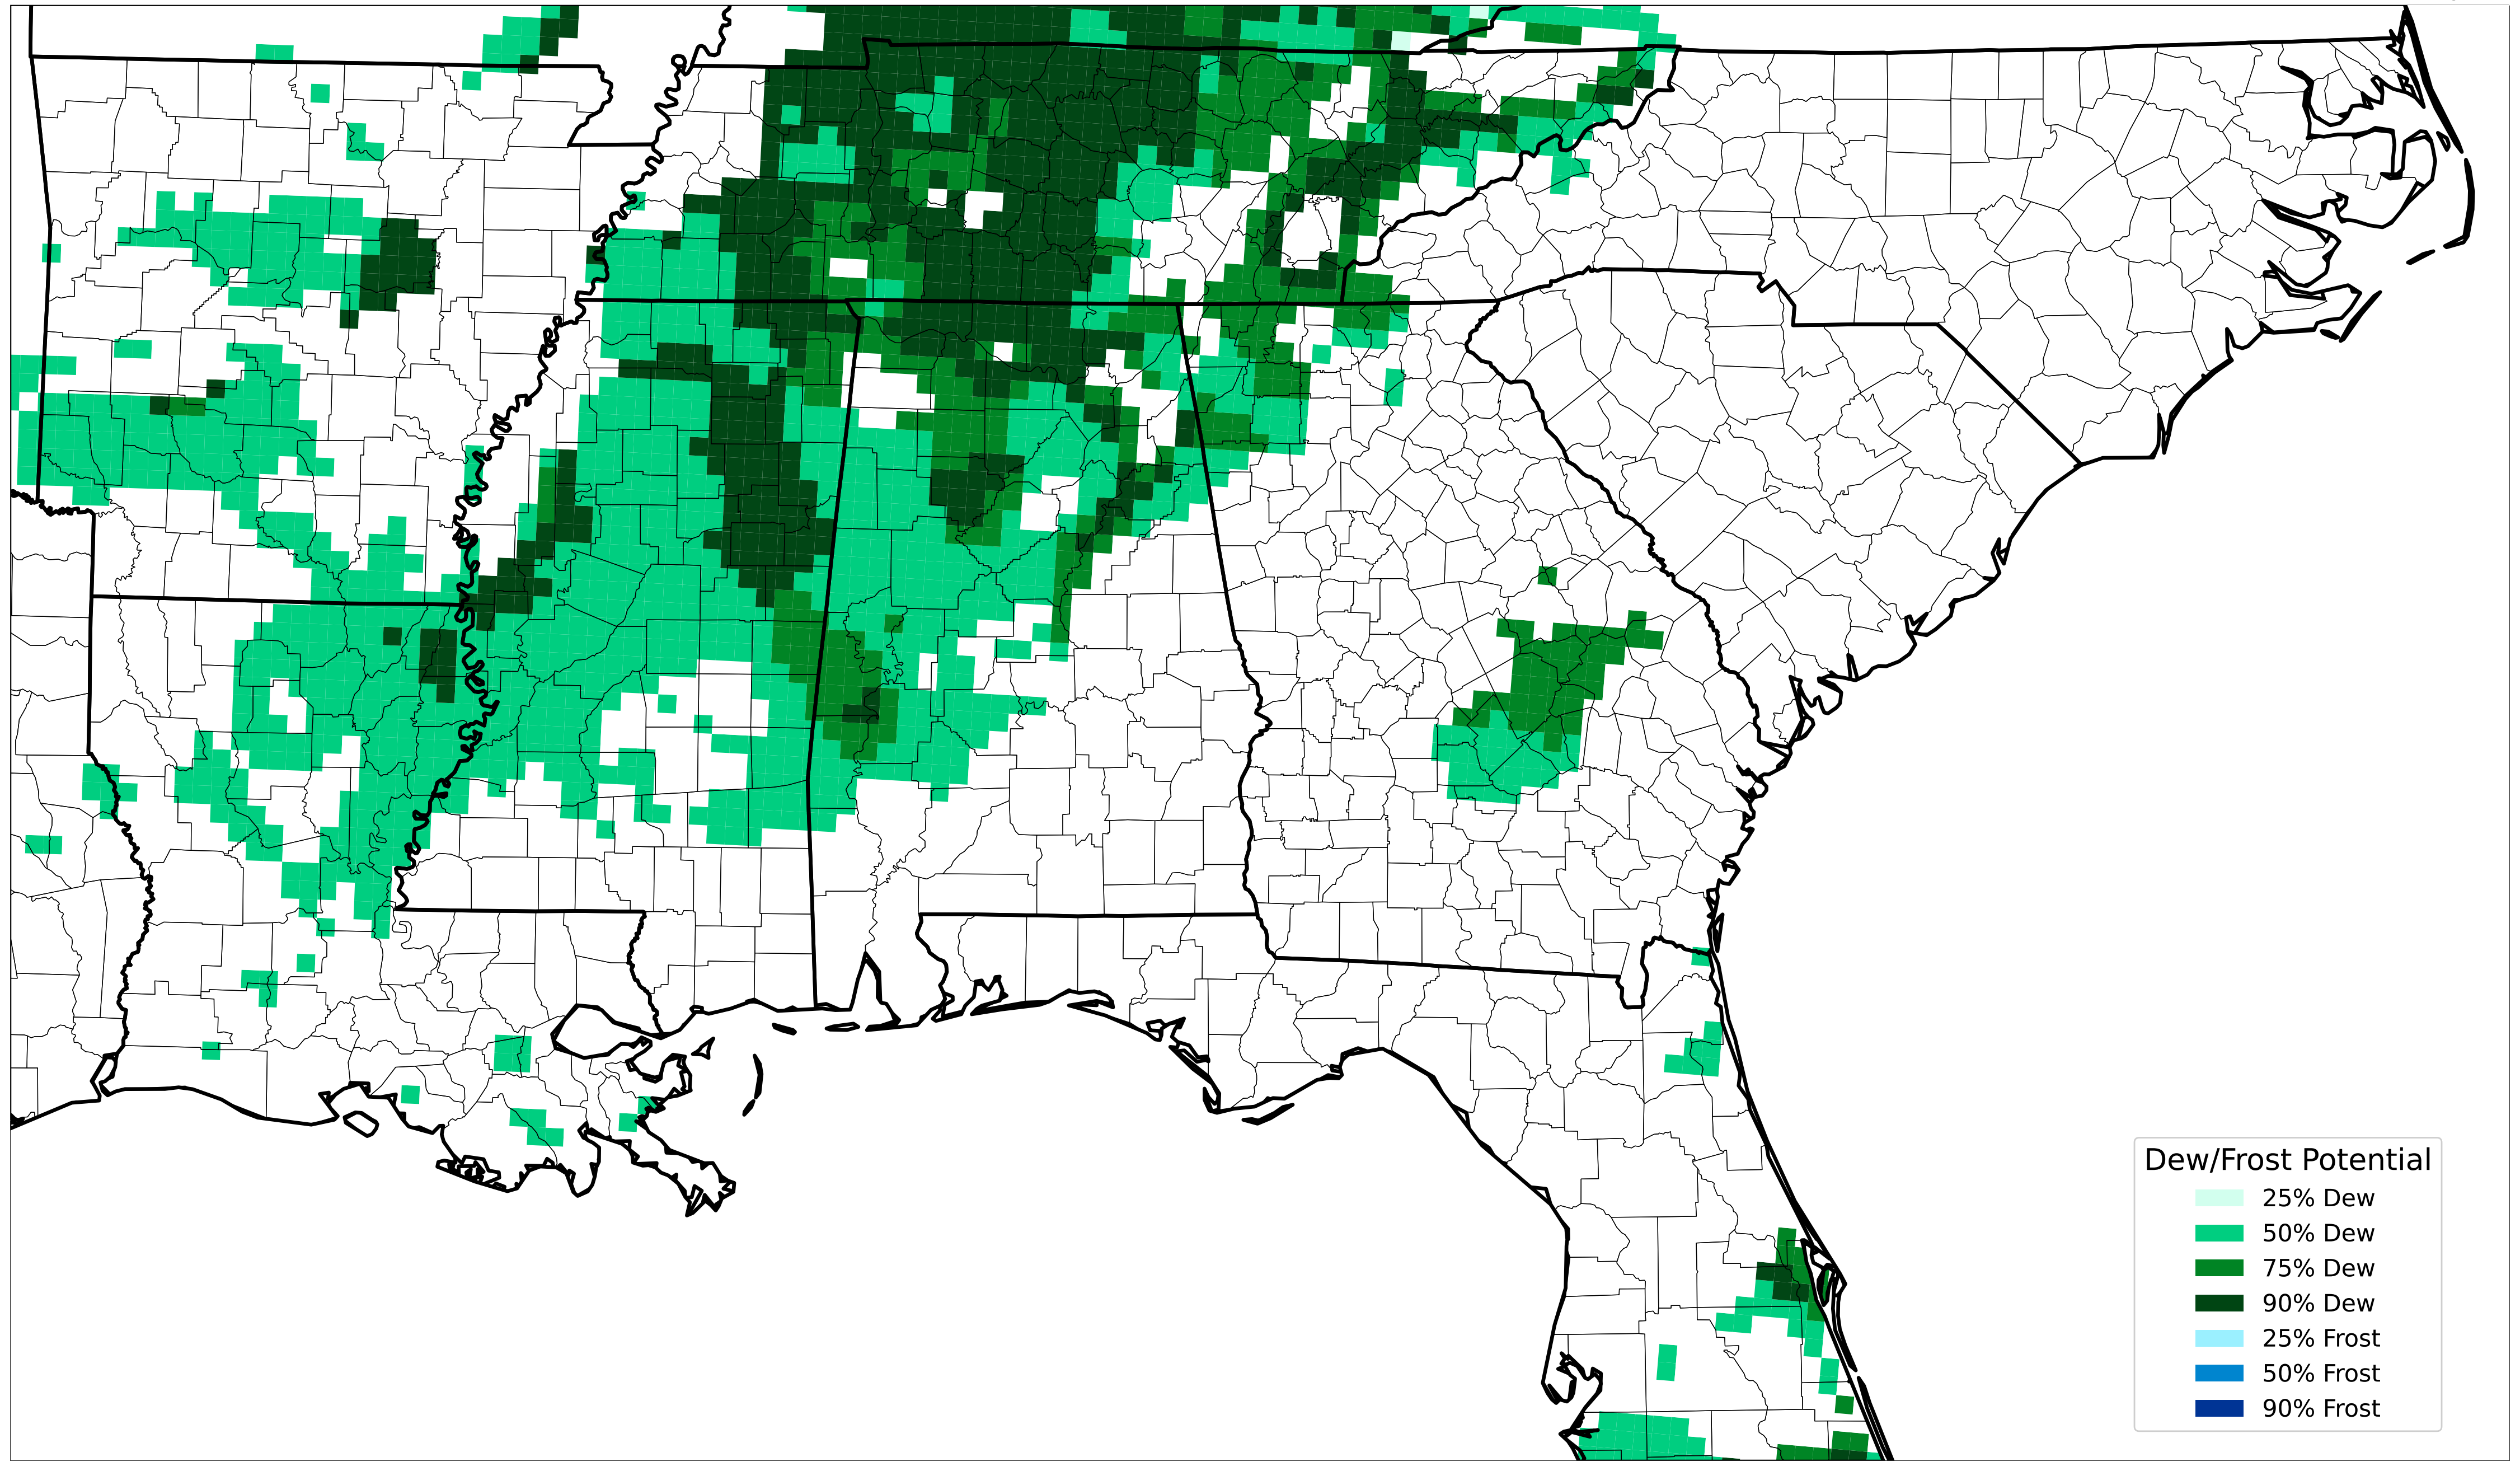 Dew/Frost Potential
25% Dew
50% Dew
75% Dew
90% Dew
25% Frost
50% Frost
90% Frost